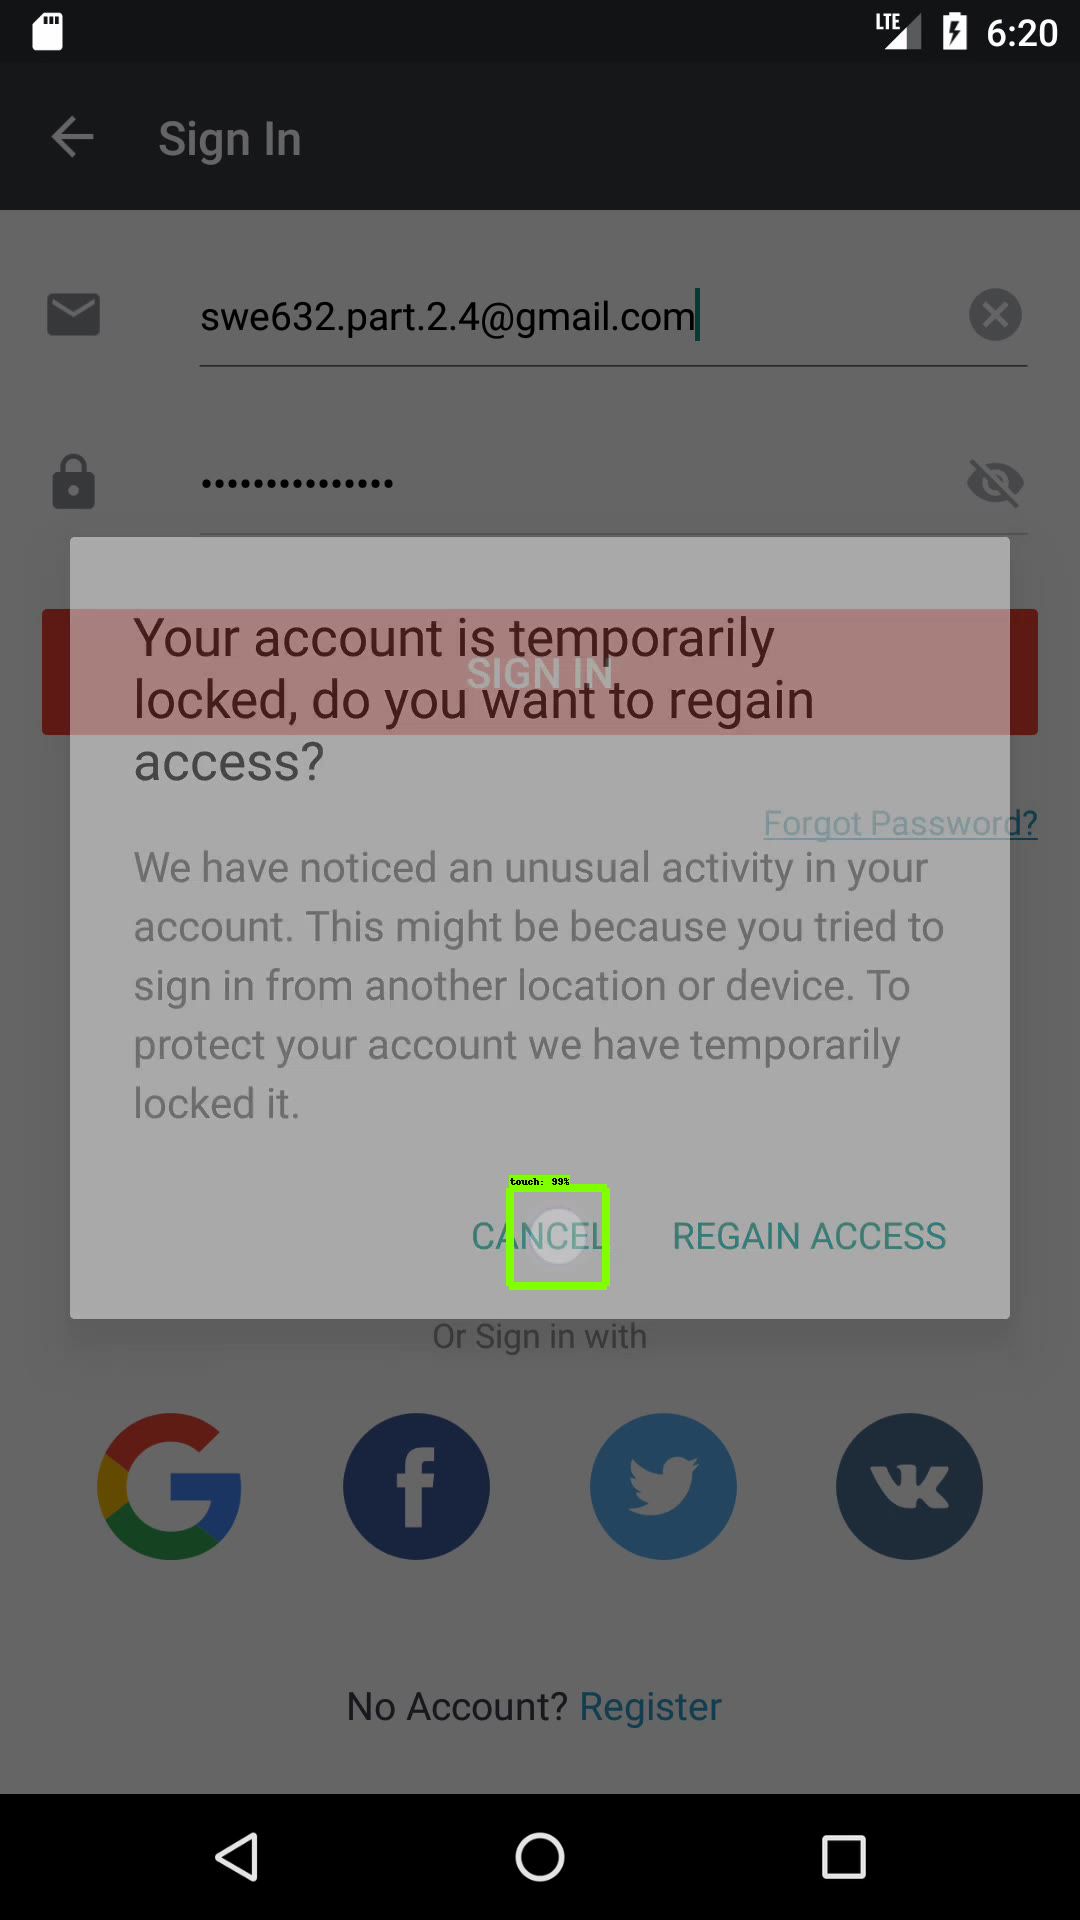 LTE 6:20
Sign In
swe632.part.2.4@gmail.com
•••••••••••••••
Your account is temporarily
SIGN IN
locked, do you want to regain
access?
Forgot Password?
We have noticed an unusual activity in your
account. This might be because you tried to
sign in from another location or device. To
protect your account we have temporarily
locked it.
touch: 99%
CANCEL REGAIN ACCESS
Or Sign in with
No Account? Register